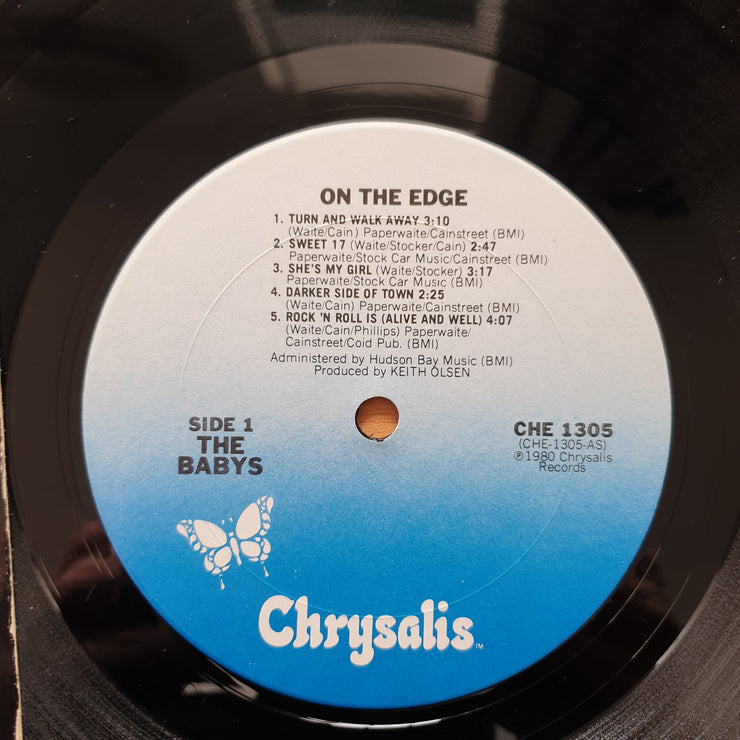 ON THE EDGE
1. TURN AND WALK AWAY 3:10
(Waite/Cain) Paperwaite/Cainstreet (BMI)
2. SWEET 17 (Waite/Stocker/Cain) 2:47
Paperwaite/Stock Car Music/Cainstreet (BMI)
3. SHE'S MY GIRL (Waite/Stocker) 3:17
Paperwaite/Stock Car Music (BMI)
4. DARKER SIDE OF TOWN 2:25
(Waite/Cain) Paperwaite/Cainstreet (BMI)
5. ROCK 'N ROLL IS (ALIVE AND WELL) 4:07
(Waite/Cain/Phillips) Paperwaite/
Cainstreet/Coid Pub. (BMI)
Administered by Hudson Bay Music (BMI)
Produced by KEITH OLSEN
SIDE 1
THE
BABYS
CHE 1305
(CHE-1305-AS)
℗1980 Chrysalis
Records
Chrysalis™